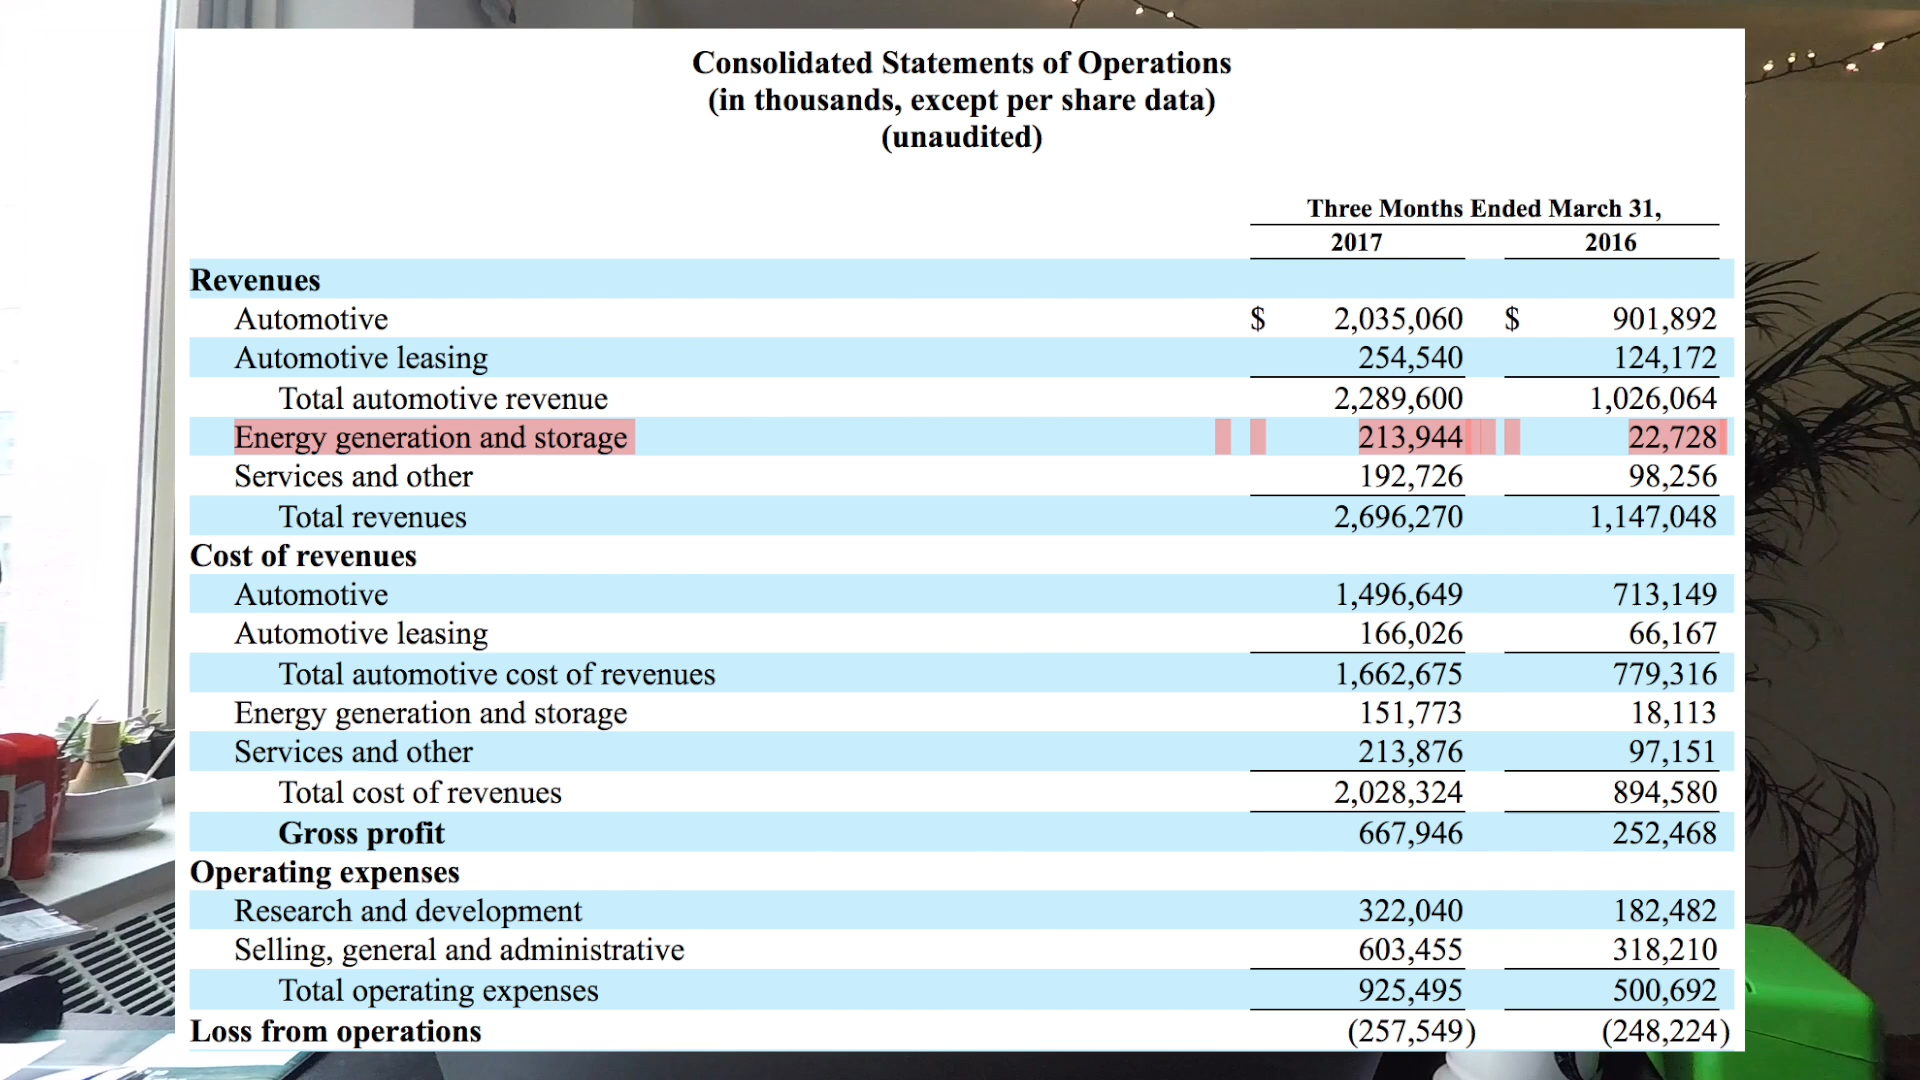 Consolidated Statements of Operations
(in thousands, except per share data)
(unaudited)
Three Months Ended March 31,
2017 2016
Revenues
Automotive $ 2,035,060 $ 901,892
Automotive leasing 254,540 124,172
Total automotive revenue 2,289,600 1,026,064
Energy generation and storage 213,944 22,728
Services and other 192,726 98,256
Total revenues 2,696,270 1,147,048
Cost of revenues
Automotive 1,496,649 713,149
Automotive leasing 166,026 66,167
Total automotive cost of revenues 1,662,675 779,316
Energy generation and storage 151,773 18,113
Services and other 213,876 97,151
Total cost of revenues 2,028,324 894,580
Gross profit 667,946 252,468
Operating expenses
Research and development 322,040 182,482
Selling, general and administrative 603,455 318,210
Total operating expenses 925,495 500,692
Loss from operations (257,549) (248,224)